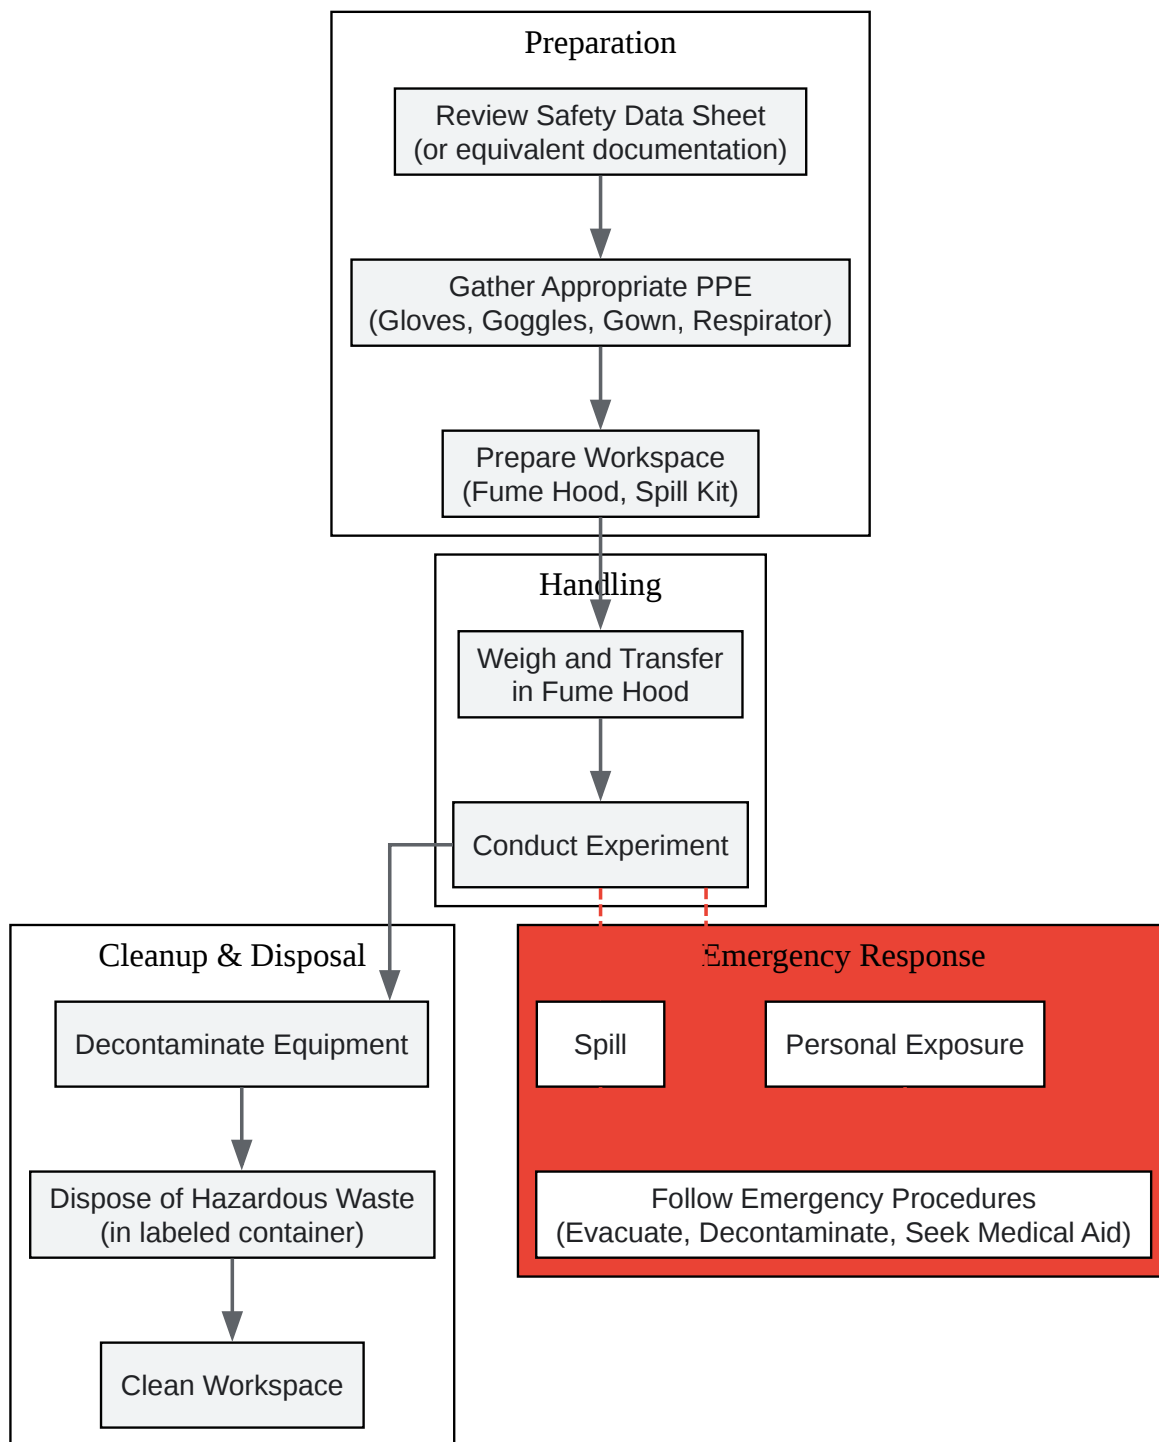 Preparation
Review Safety Data Sheet
(or equivalent documentation)
Gather Appropriate PPE
(Gloves, Goggles, Gown, Respirator)
Prepare Workspace
(Fume Hood, Spill Kit)
Handling
Weigh and Transfer
in Fume Hood
Conduct Experiment
Cleanup & Disposal
Decontaminate Equipment
Dispose of Hazardous Waste
(in labeled container)
Clean Workspace
Emergency Response
Spill
Personal Exposure
Follow Emergency Procedures
(Evacuate, Decontaminate, Seek Medical Aid)